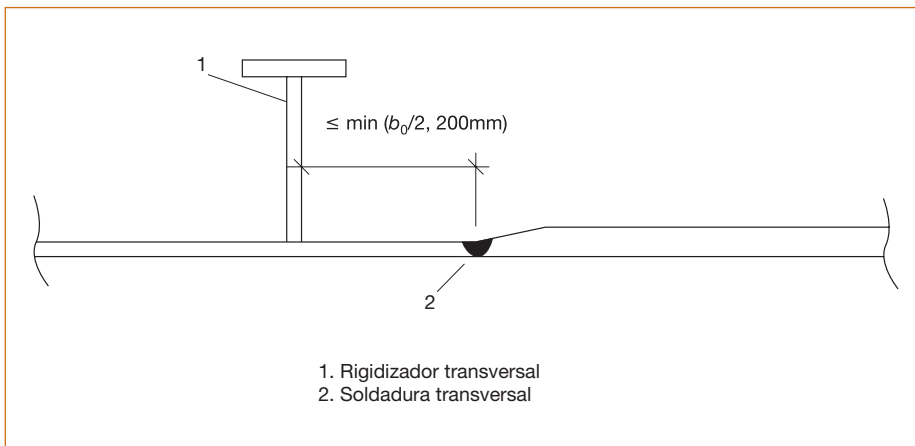 1
≤ min (b₀/2, 200mm)
2
1. Rigidizador transversal
2. Soldadura transversal